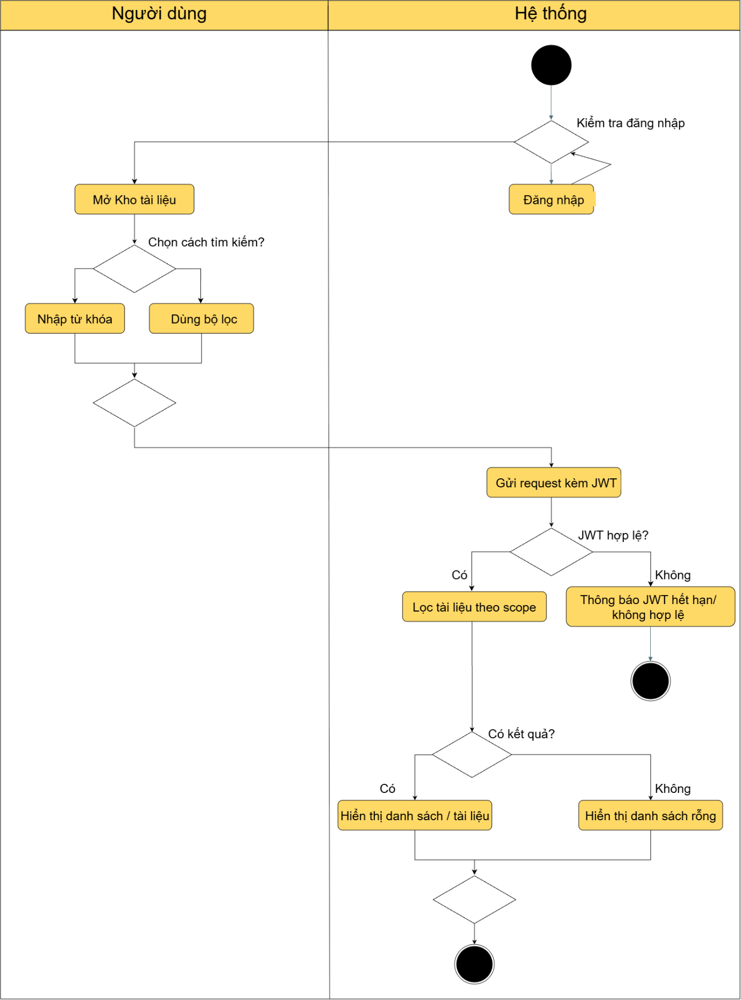 Người dùng
Hệ thống
Kiểm tra đăng nhập
Mở Kho tài liệu
Đăng nhập
Chọn cách tìm kiếm?
Nhập từ khóa
Dùng bộ lọc
Gửi request kèm JWT
JWT hợp lệ?
Có
Không
Lọc tài liệu theo scope
Thông báo JWT hết hạn/
không hợp lệ
Có kết quả?
Có
Không
Hiển thị danh sách / tài liệu
Hiển thị danh sách rỗng